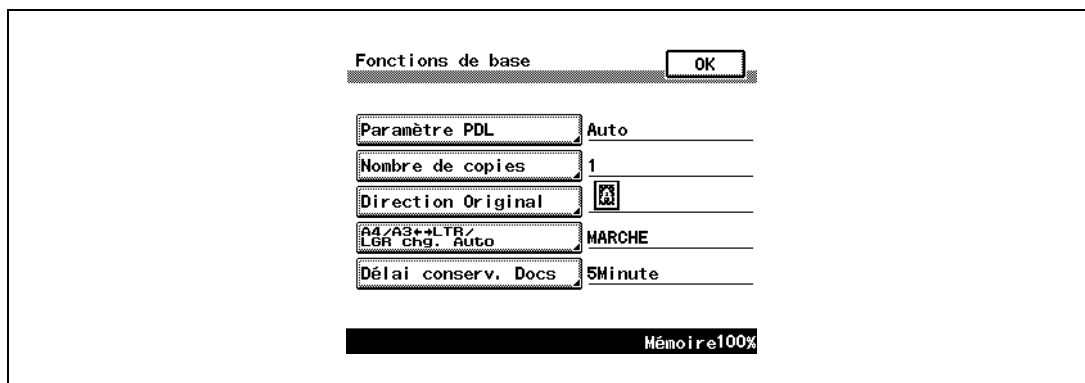 Fonctions de base
OK
Paramètre PDL
Auto
Nombre de copies
1
Direction Original
A4/A3↔LTR/
LGR chg. Auto
MARCHE
Délai conserv. Docs
5Minute
Mémoire100%